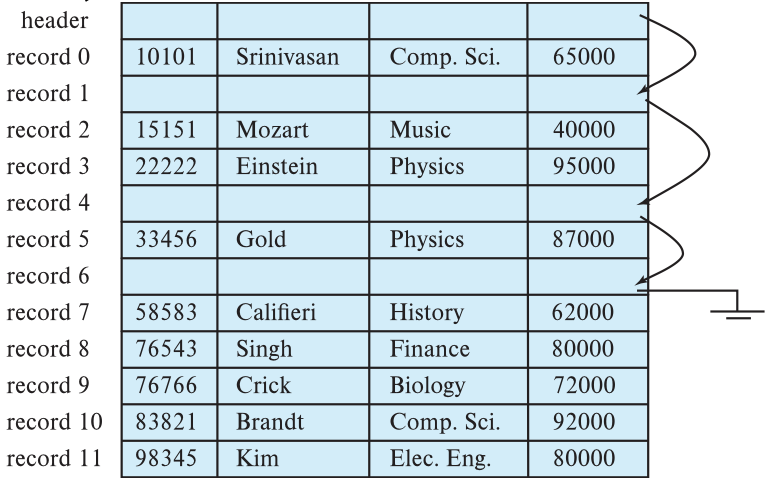 header
record 0 10101 Srinivasan Comp. Sci. 65000
record 1
record 2 15151 Mozart Music 40000
record 3 22222 Einstein Physics 95000
record 4
record 5 33456 Gold Physics 87000
record 6
record 7 58583 Califieri History 62000
record 8 76543 Singh Finance 80000
record 9 76766 Crick Biology 72000
record 10 83821 Brandt Comp. Sci. 92000
record 11 98345 Kim Elec. Eng. 80000